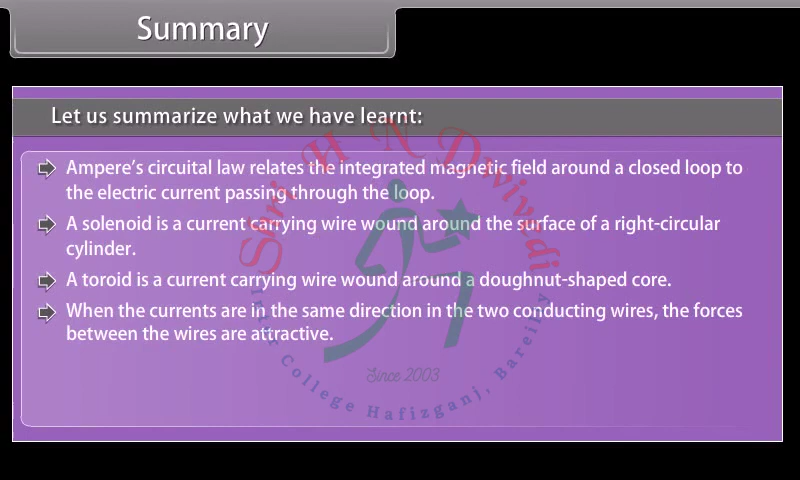 Summary
Let us summarize what we have learnt:
Ampere’s circuital law relates the integrated magnetic field around a closed loop to
the electric current passing through the loop.
A solenoid is a current carrying wire wound around the surface of a right-circular
cylinder.
A toroid is a current carrying wire wound around a doughnut-shaped core.
When the currents are in the same direction in the two conducting wires, the forces
between the wires are attractive.
Shri H N Dwivedi
Since 2003
Inter College Hafizganj, Bareilly